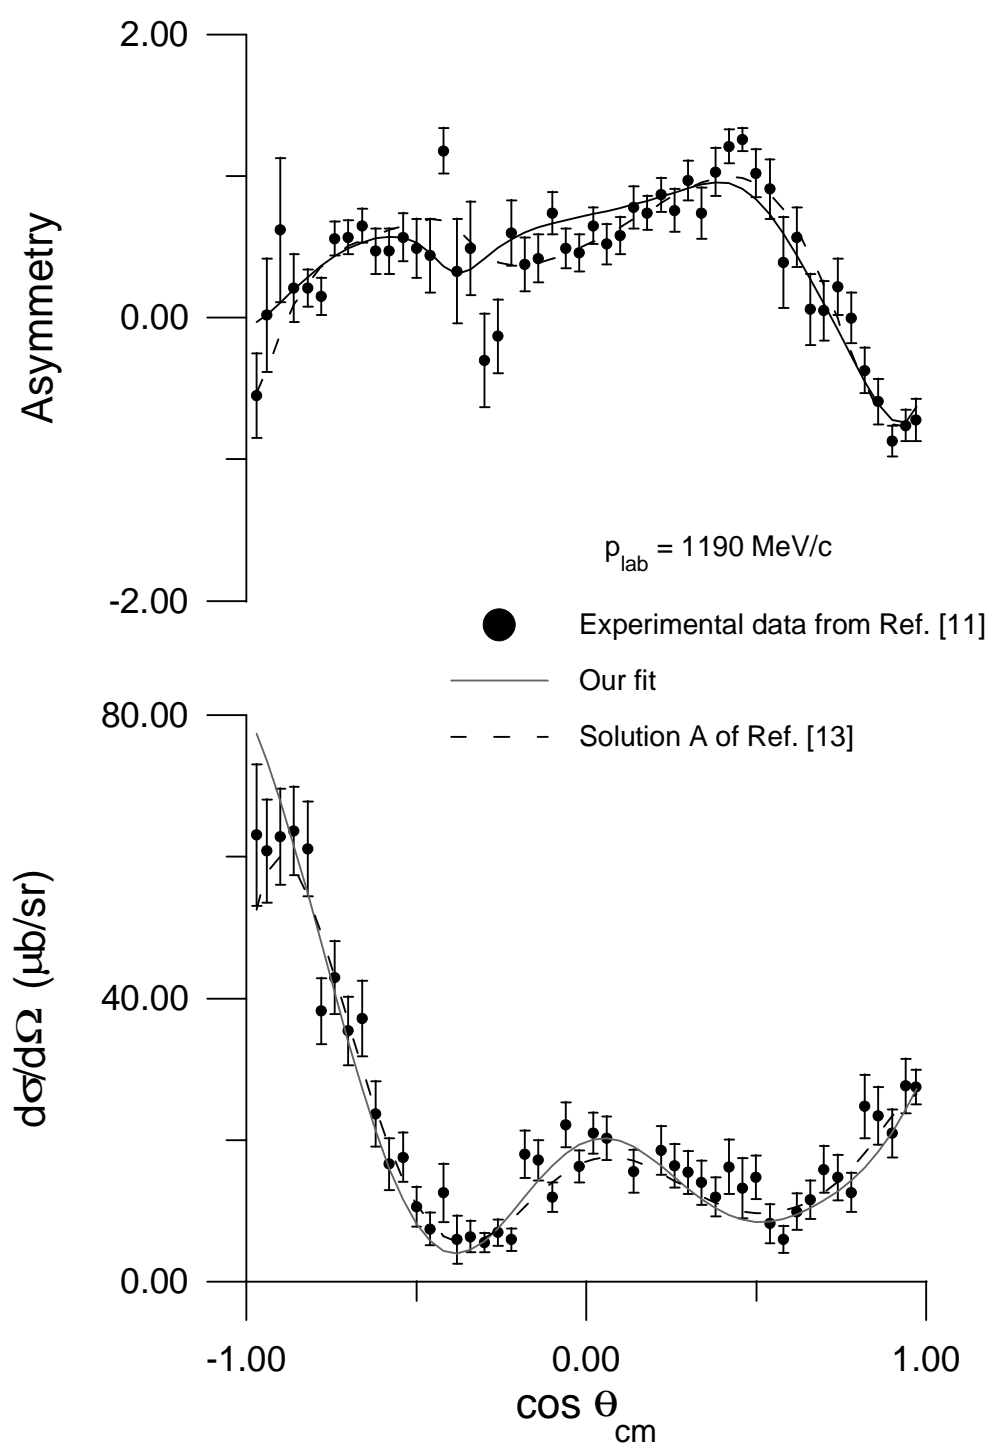 2.00
0.00
-2.00
Asymmetry
p_lab = 1190 MeV/c
Experimental data from Ref. [11]
Our fit
Solution A of Ref. [13]
80.00
40.00
0.00
dσ/dΩ (μb/sr)
-1.00 0.00 1.00
cos θ_cm